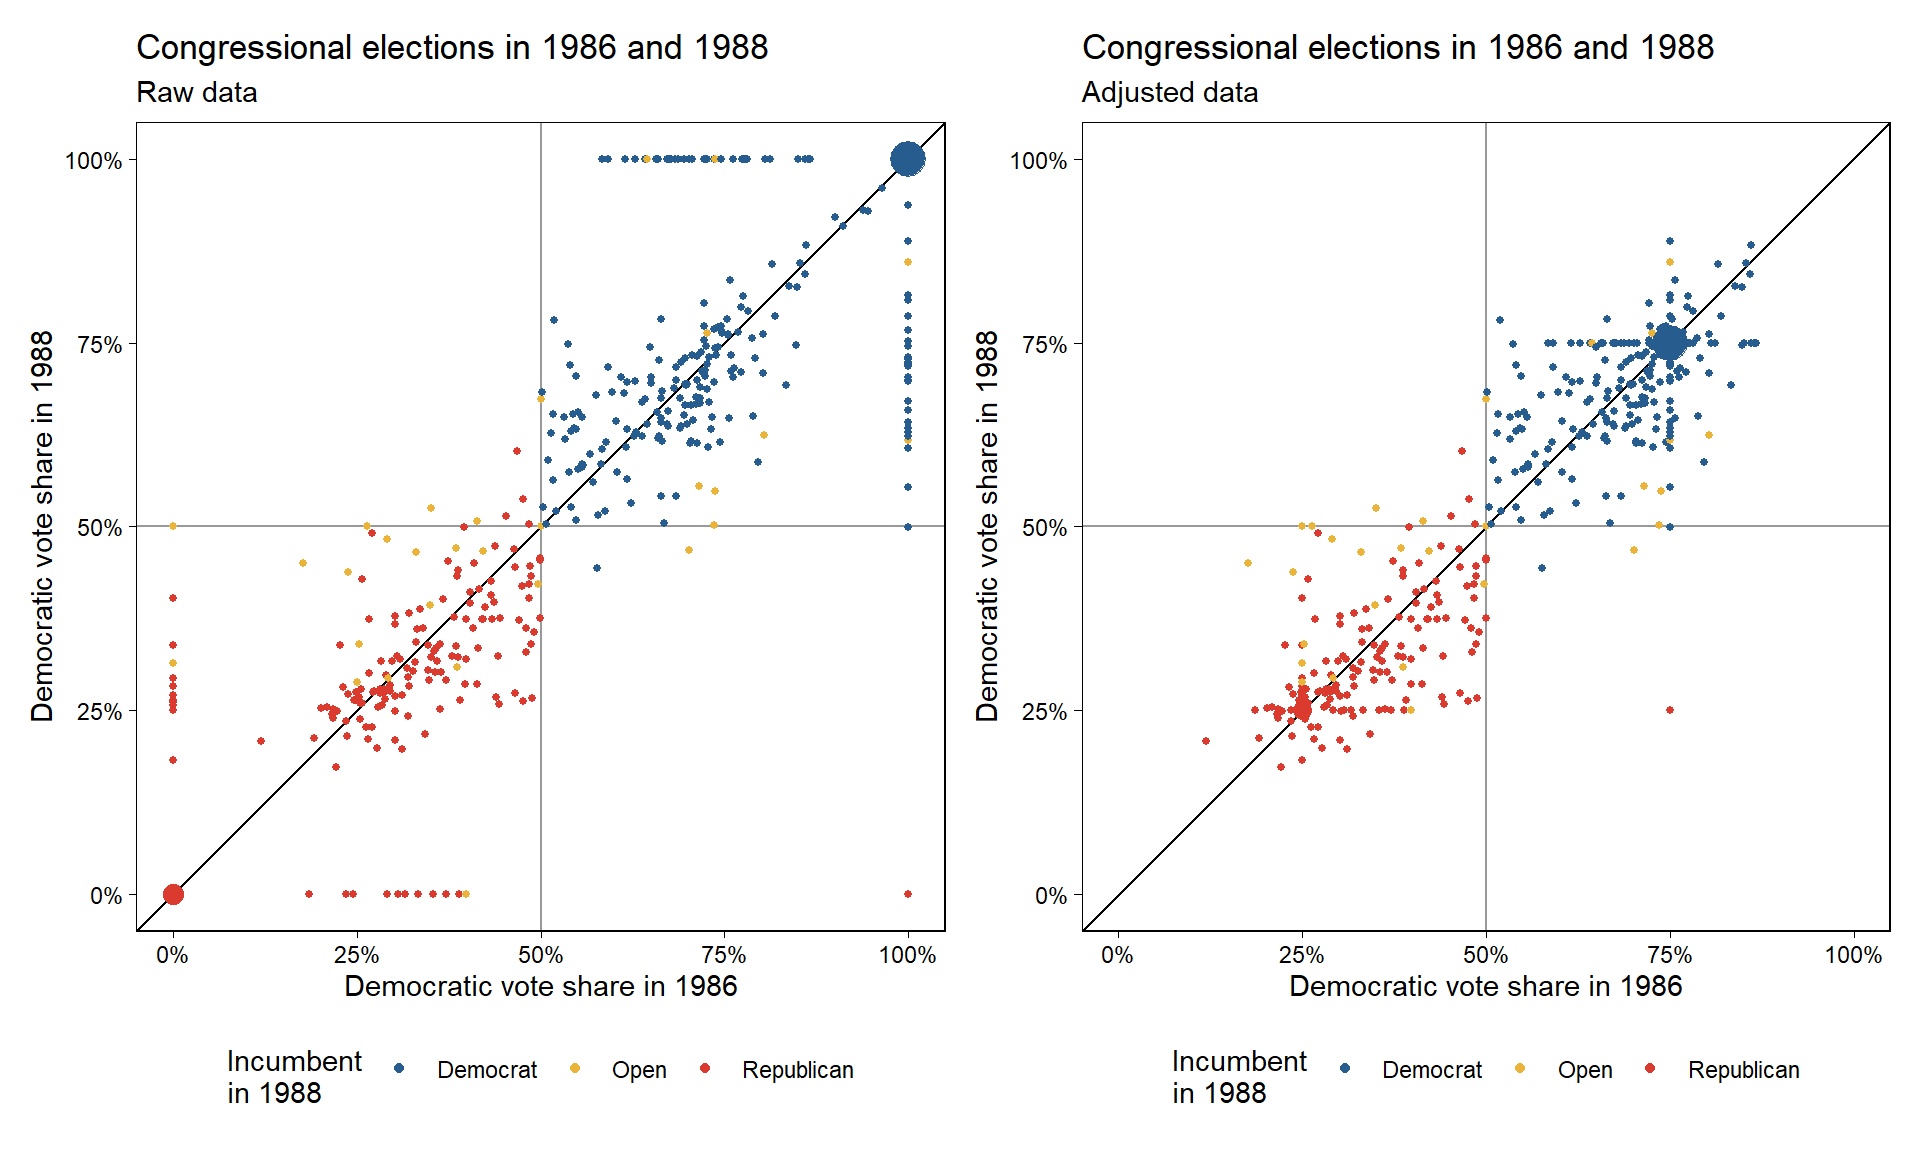 Congressional elections in 1986 and 1988
Raw data
100%
75%
50%
25%
0%
Democratic vote share in 1988
0%
25%
50%
75%
100%
Democratic vote share in 1986
Incumbent
in 1988
Democrat
Open
Republican
Congressional elections in 1986 and 1988
Adjusted data
100%
75%
50%
25%
0%
Democratic vote share in 1988
0%
25%
50%
75%
100%
Democratic vote share in 1986
Incumbent
in 1988
Democrat
Open
Republican